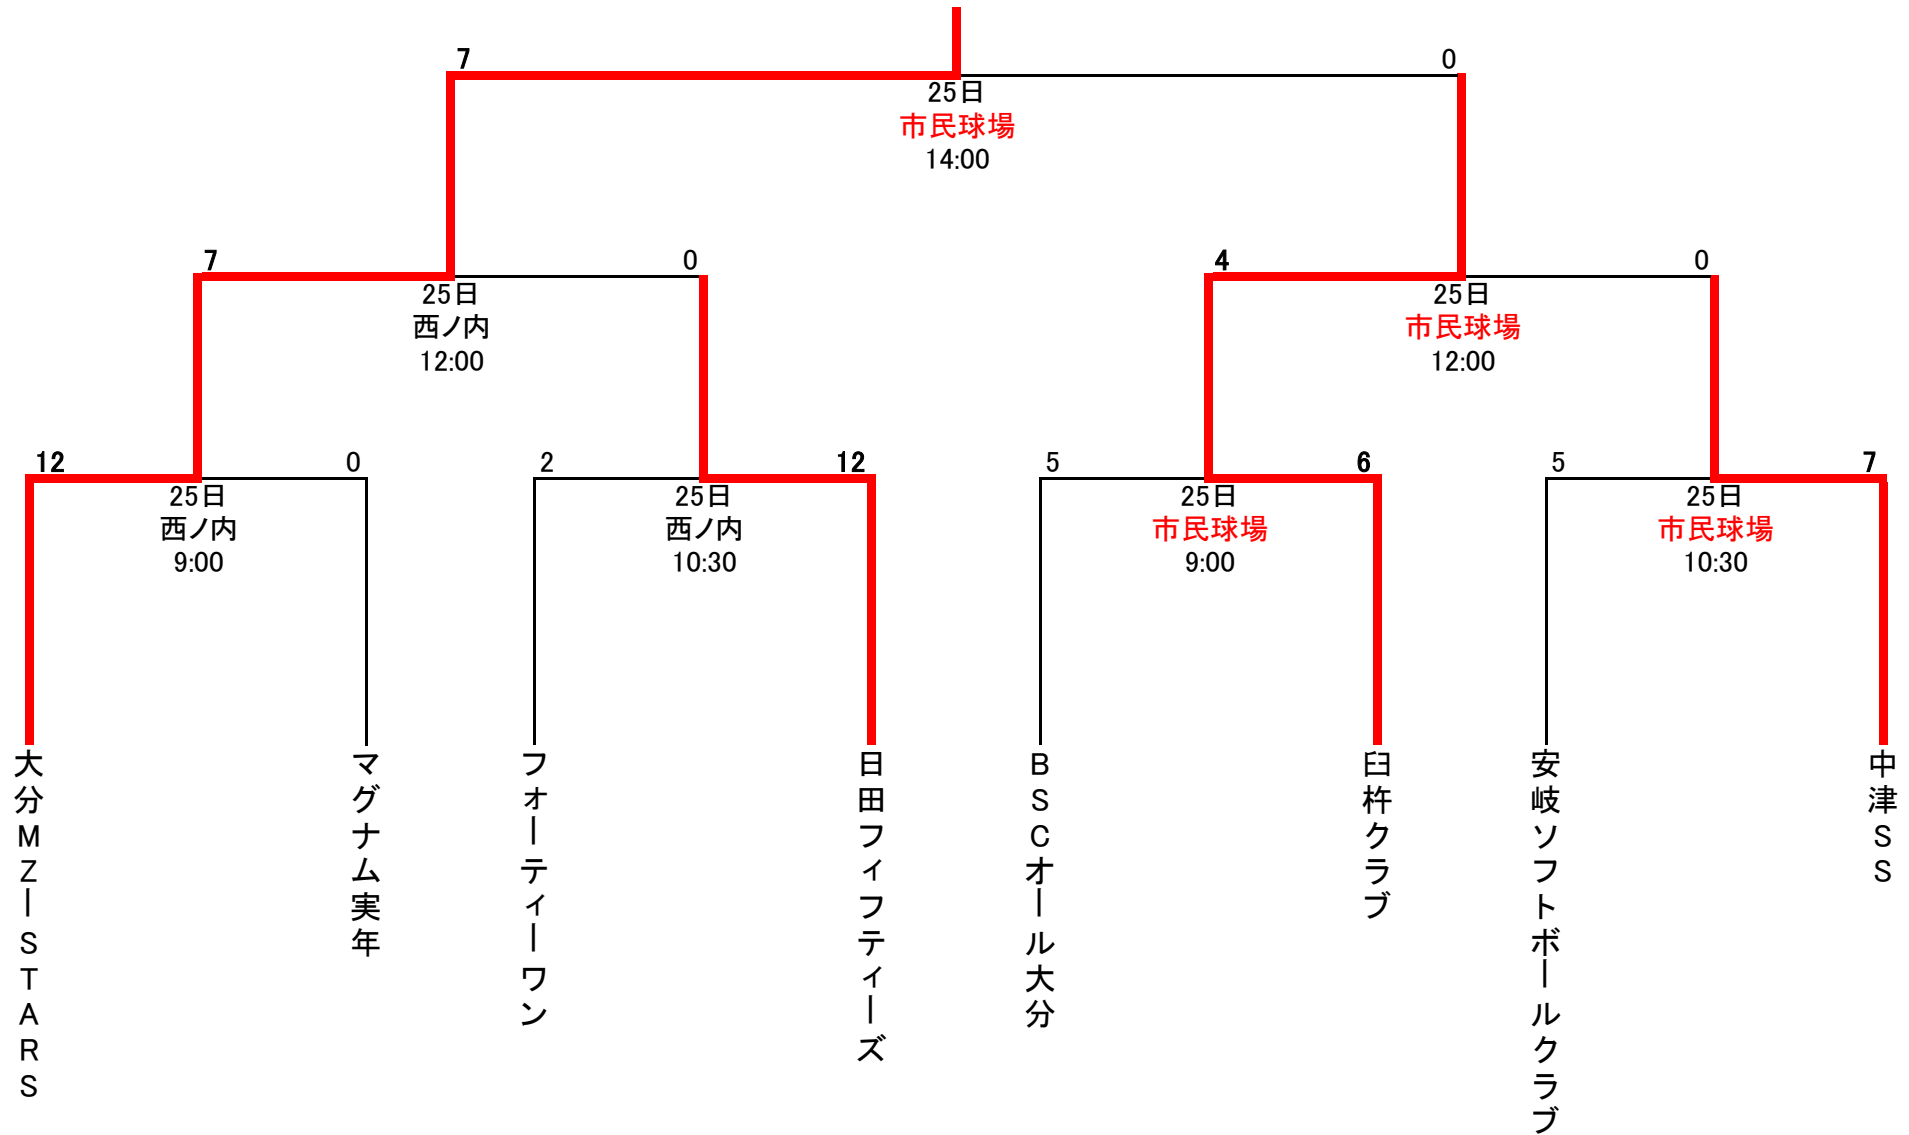 7
0
25日
市民球場
14:00
7
0
4
0
25日
西ノ内
12:00
25日
市民球場
12:00
12
0
2
12
5
6
5
7
25日
西ノ内
9:00
25日
西ノ内
10:30
25日
市民球場
9:00
25日
市民球場
10:30
大分MZーSTARS
マグナム実年
フォーティーワン
日田フィフティーズ
BSCオール大分
臼杵クラブ
安岐ソフトボールクラブ
中津SS